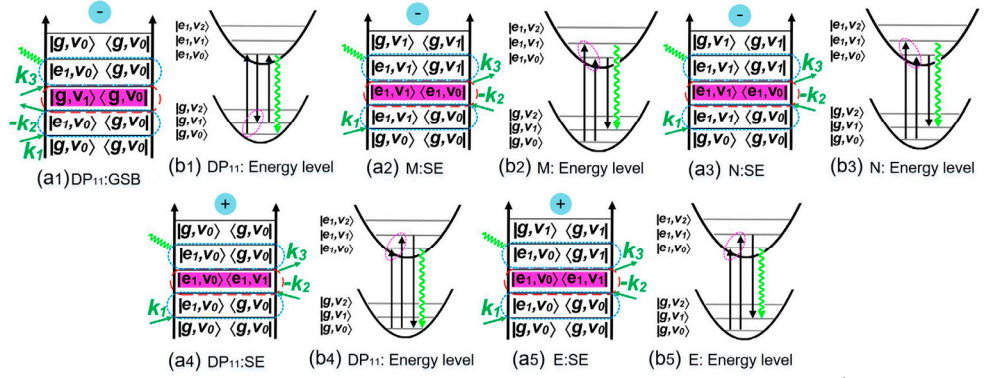 -
|g,v₀⟩ ⟨g,v₀|
|e₁,v₀⟩ ⟨g,v₀|
k₃
|g,v₁⟩ ⟨g,v₀|
-k₂
|e₁,v₀⟩ ⟨g,v₀|
k₁
|g,v₀⟩ ⟨g,v₀|
(a1) DP₁₁:GSB
|e₁,v₂⟩
|e₁,v₁⟩
|e₁,v₀⟩
|g,v₂⟩
|g,v₁⟩
|g,v₀⟩
(b1) DP₁₁: Energy level
-
|g,v₁⟩ ⟨g,v₁|
|e₁,v₁⟩ ⟨g,v₁|
k₃
|e₁,v₁⟩ ⟨e₁,v₀|
-k₂
|e₁,v₁⟩ ⟨g,v₀|
k₁
|g,v₀⟩ ⟨g,v₀|
(a2) M:SE
|e₁,v₂⟩
|e₁,v₁⟩
|e₁,v₀⟩
|g,v₂⟩
|g,v₁⟩
|g,v₀⟩
(b2) M: Energy level
-
|g,v₁⟩ ⟨g,v₁|
|e₁,v₁⟩ ⟨g,v₁|
k₃
|e₁,v₁⟩ ⟨e₁,v₀|
-k₂
|e₁,v₁⟩ ⟨g,v₀|
k₁
|g,v₀⟩ ⟨g,v₀|
(a3) N:SE
|e₁,v₂⟩
|e₁,v₁⟩
|e₁,v₀⟩
|g,v₂⟩
|g,v₁⟩
|g,v₀⟩
(b3) N: Energy level
+
|g,v₀⟩ ⟨g,v₀|
|e₁,v₀⟩ ⟨g,v₀|
k₃
|e₁,v₀⟩ ⟨e₁,v₁|
-k₂
|e₁,v₀⟩ ⟨g,v₀|
k₁
|g,v₀⟩ ⟨g,v₀|
(a4) DP₁₁:SE
|e₁,v₂⟩
|e₁,v₁⟩
|e₁,v₀⟩
|g,v₂⟩
|g,v₁⟩
|g,v₀⟩
(b4) DP₁₁: Energy level
+
|g,v₁⟩ ⟨g,v₁|
|e₁,v₀⟩ ⟨g,v₁|
k₃
|e₁,v₀⟩ ⟨e₁,v₁|
-k₂
|e₁,v₀⟩ ⟨g,v₀|
k₁
|g,v₀⟩ ⟨g,v₀|
(a5) E:SE
|e₁,v₂⟩
|e₁,v₁⟩
|e₁,v₀⟩
|g,v₂⟩
|g,v₁⟩
|g,v₀⟩
(b5) E: Energy level